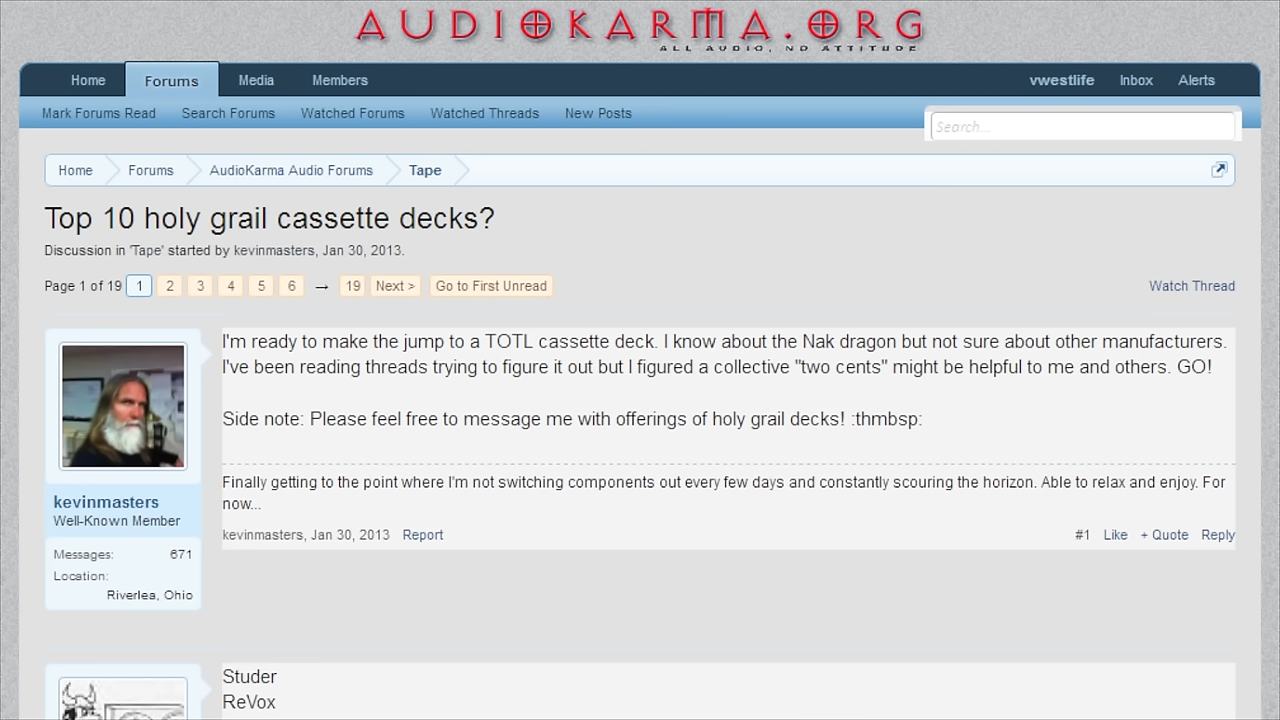 AUDIOKARMA.ORG
ALL AUDIO, NO ATTITUDE
Home Forums Media Members vwestlife Inbox Alerts
Mark Forums Read Search Forums Watched Forums Watched Threads New Posts Search...
Home Forums AudioKarma Audio Forums Tape
Top 10 holy grail cassette decks?
Discussion in 'Tape' started by kevinmasters, Jan 30, 2013.
Page 1 of 19 1 2 3 4 5 6 → 19 Next > Go to First Unread Watch Thread
I'm ready to make the jump to a TOTL cassette deck. I know about the Nak dragon but not sure about other manufacturers.
I've been reading threads trying to figure it out but I figured a collective "two cents" might be helpful to me and others. GO!
Side note: Please feel free to message me with offerings of holy grail decks! :thmbsp:
Finally getting to the point where I'm not switching components out every few days and constantly scouring the horizon. Able to relax and enjoy. For
now...
kevinmasters, Jan 30, 2013 Report #1 Like + Quote Reply
kevinmasters
Well-Known Member
Messages: 671
Location:
Riverlea, Ohio
Studer
ReVox